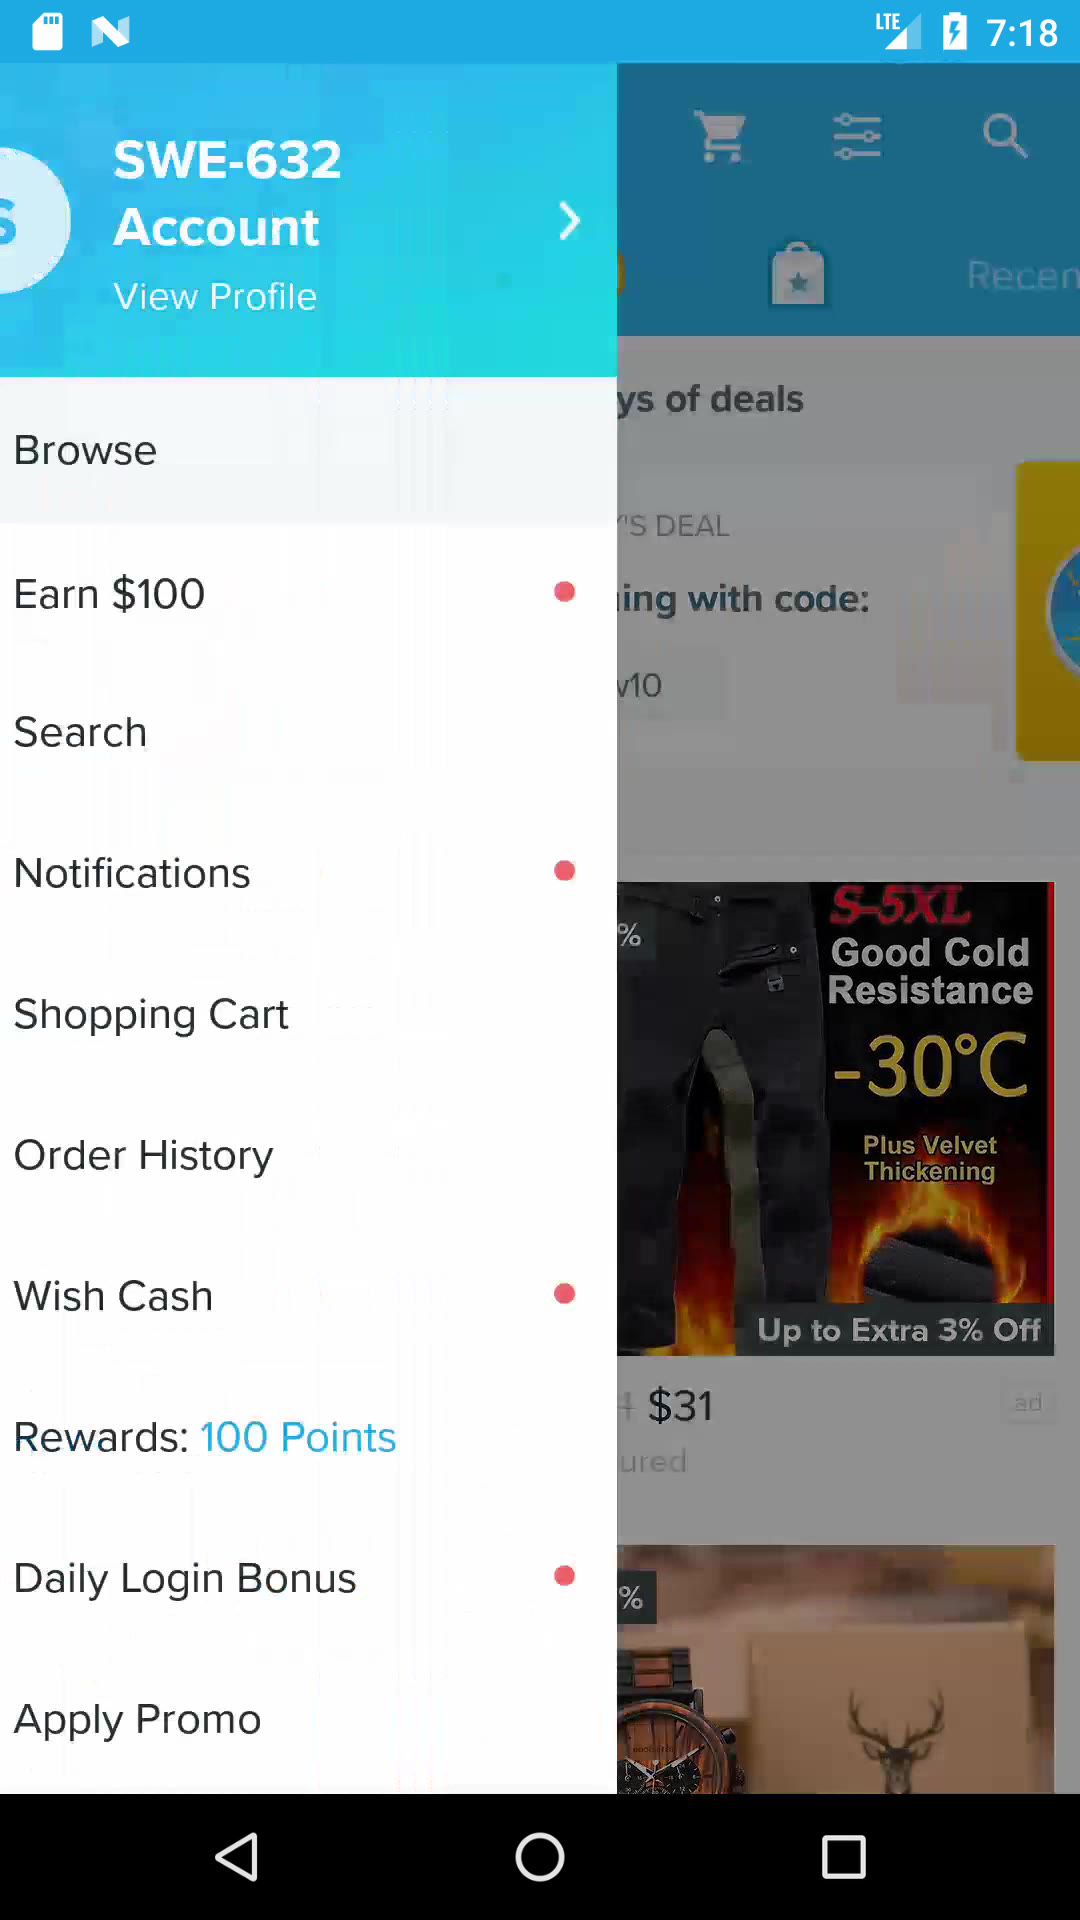 LTE 7:18
SWE-632
Account
View Profile
S
Recen
ys of deals
Browse
'S DEAL
Earn $100
ing with code:
v10
Search
Notifications
%
S-5XL
Good Cold
Resistance
-30°C
Plus Velvet
Thickening
Shopping Cart
Order History
Wish Cash
Up to Extra 3% Off
$31
ad
ured
Rewards: 100 Points
Daily Login Bonus
%
Apply Promo